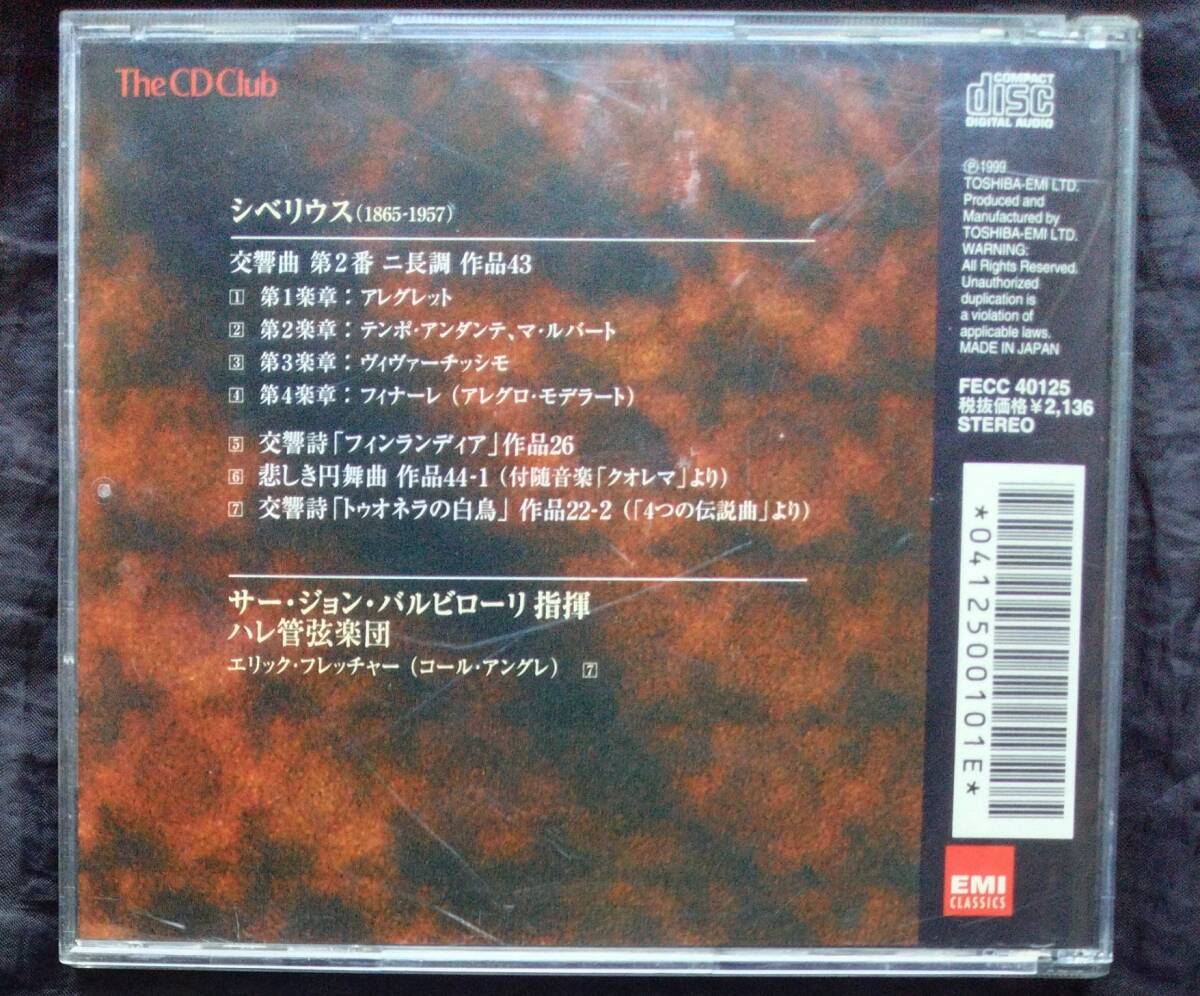 The CD Club
シベリウス(1865-1957)
交響曲 第2番 ニ長調 作品43
1 第1楽章：アレグレット
2 第2楽章：テンポ・アンダンテ、マ・ルバート
3 第3楽章：ヴィヴァーチッシモ
4 第4楽章：フィナーレ（アレグロ・モデラート）
5 交響詩「フィンランディア」作品26
6 悲しき円舞曲 作品44-1（付随音楽「クオレマ」より）
7 交響詩「トゥオネラの白鳥」 作品22-2（「4つの伝説曲」より）
サー・ジョン・バルビローリ 指揮
ハレ管弦楽団
エリック・フレッチャー（コール・アングレ） 7
COMPACT
disc
DIGITAL AUDIO
Ⓟ1999
TOSHIBA-EMI LTD.
Produced and
Manufactured by
TOSHIBA-EMI LTD.
WARNING:
All Rights Reserved.
Unauthorized
duplication is
a violation of
applicable laws.
MADE IN JAPAN
FECC 40125
税抜価格¥2,136
STEREO
*0412500101E*
EMI
CLASSICS